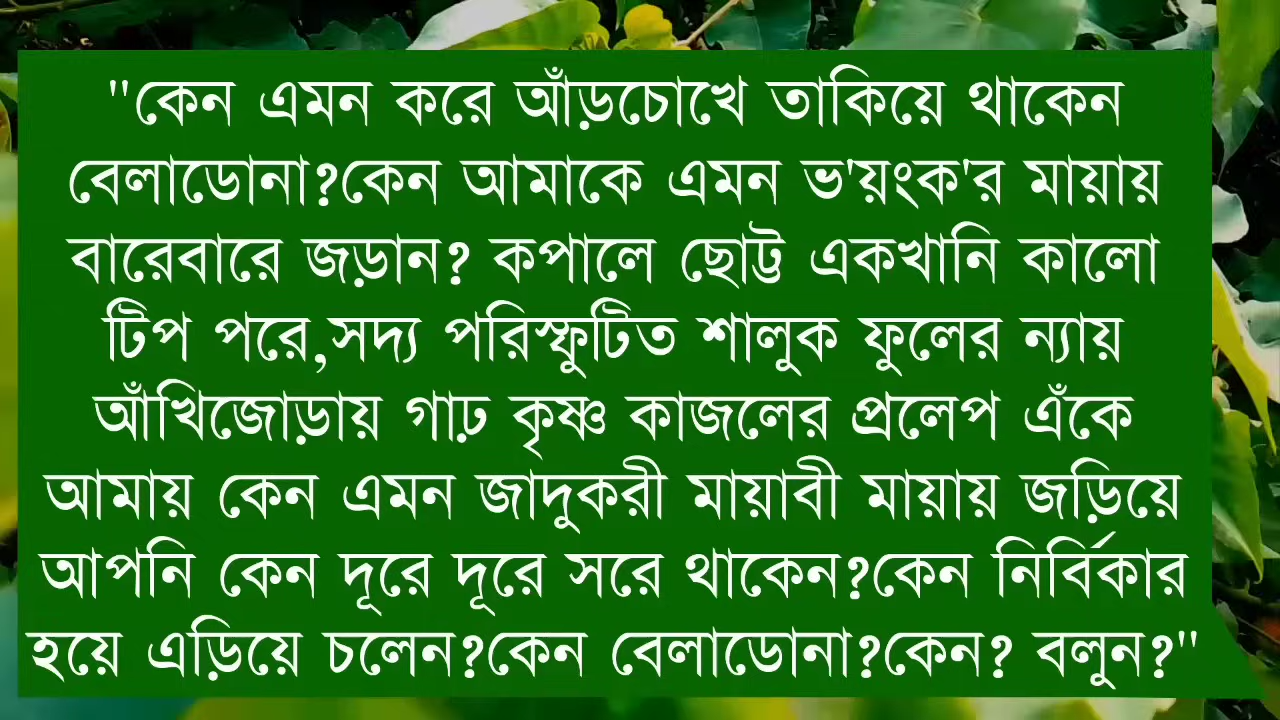 "কেন এমন করে আঁড়চোখে তাকিয়ে থাকেন
বেলাডোনা?কেন আমাকে এমন ভ'য়ংক'র মায়ায়
বারেবারে জড়ান? কপালে ছোট্ট একখানি কালো
টিপ পরে,সদ্য পরিস্ফুটিত শালুক ফুলের ন্যায়
আঁখিজোড়ায় গাঢ় কৃষ্ণ কাজলের প্রলেপ এঁকে
আমায় কেন এমন জাদুকরী মায়াবী মায়ায় জড়িয়ে
আপনি কেন দূরে দূরে সরে থাকেন?কেন নির্বিকার
হয়ে এড়িয়ে চলেন?কেন বেলাডোনা?কেন? বলুন?"